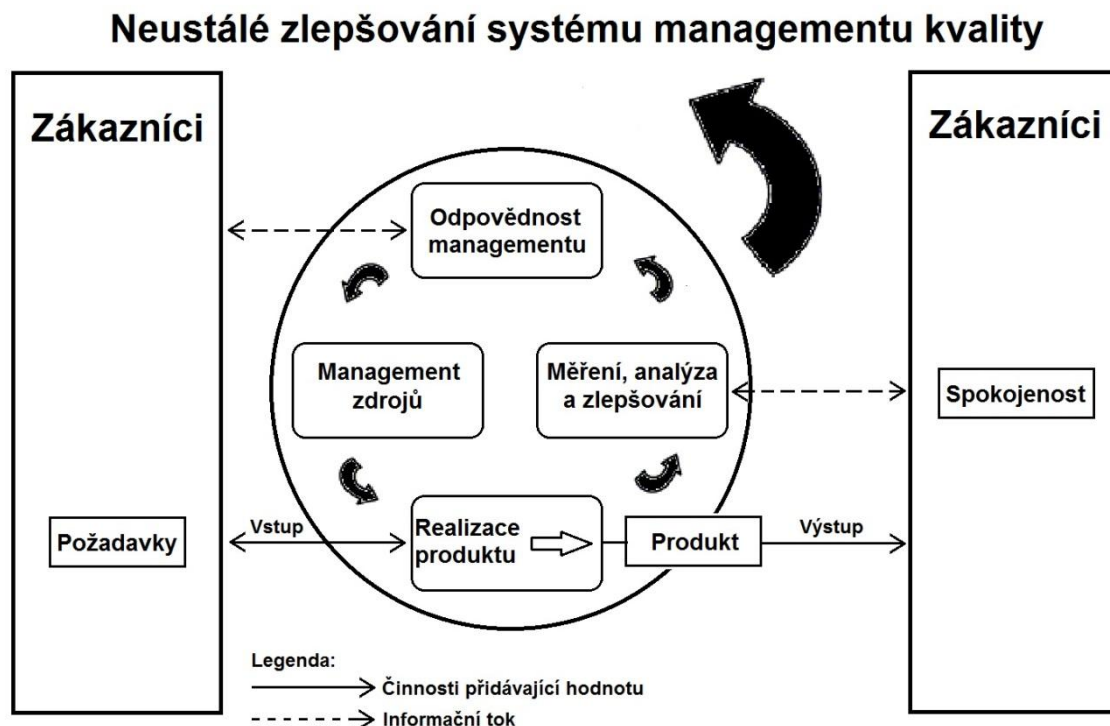 Neustálé zlepšování systému managementu kvality
Zákazníci
Zákazníci
Odpovědnost
managementu
Management
zdrojů
Měření, analýza
a zlepšování
Spokojenost
Požadavky
Vstup
Realizace
produktu
Produkt
Výstup
Legenda:
Činnosti přidávající hodnotu
Informační tok